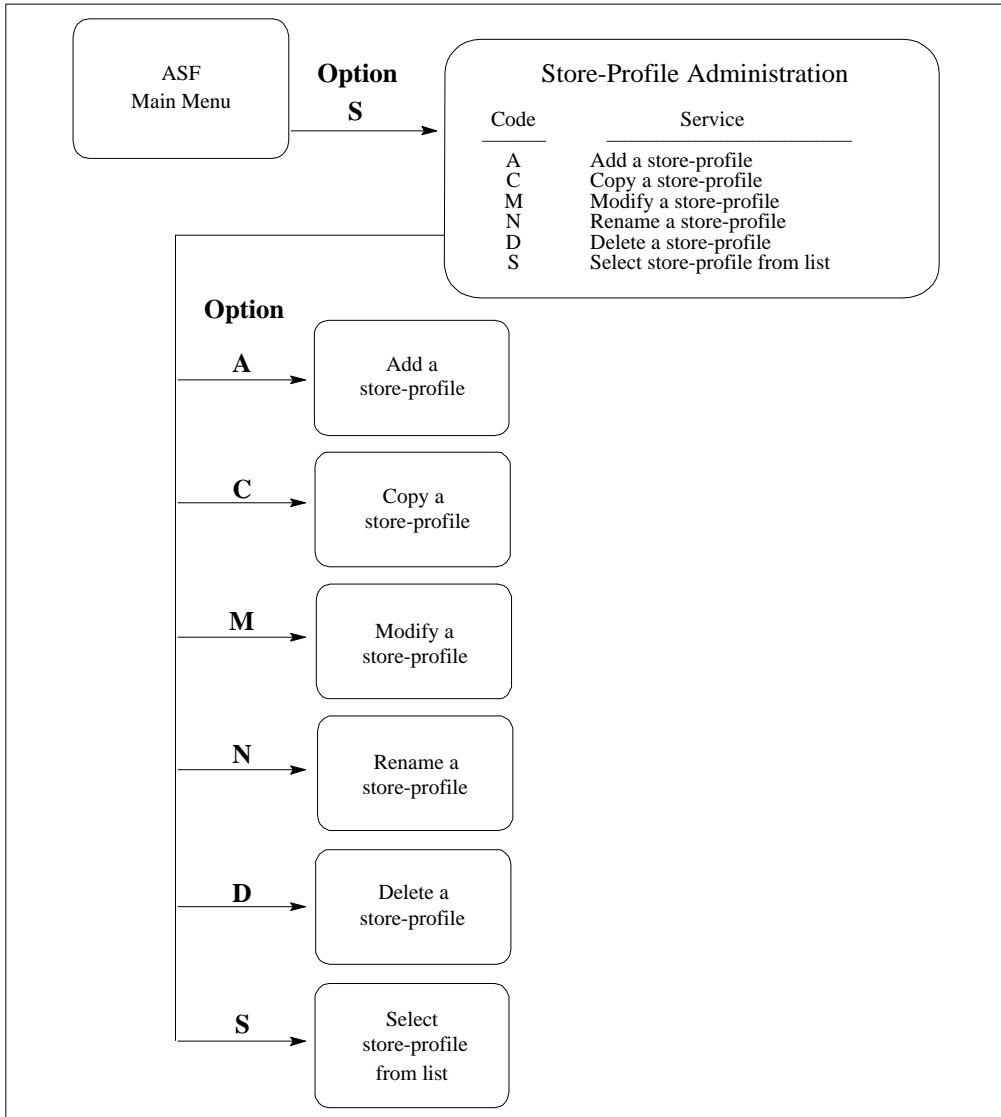 ASF
Main Menu
Option
S
Store-Profile Administration
Code Service
A Add a store-profile
C Copy a store-profile
M Modify a store-profile
N Rename a store-profile
D Delete a store-profile
S Select store-profile from list
Option
A
Add a
store-profile
C
Copy a
store-profile
M
Modify a
store-profile
N
Rename a
store-profile
D
Delete a
store-profile
S
Select
store-profile
from list